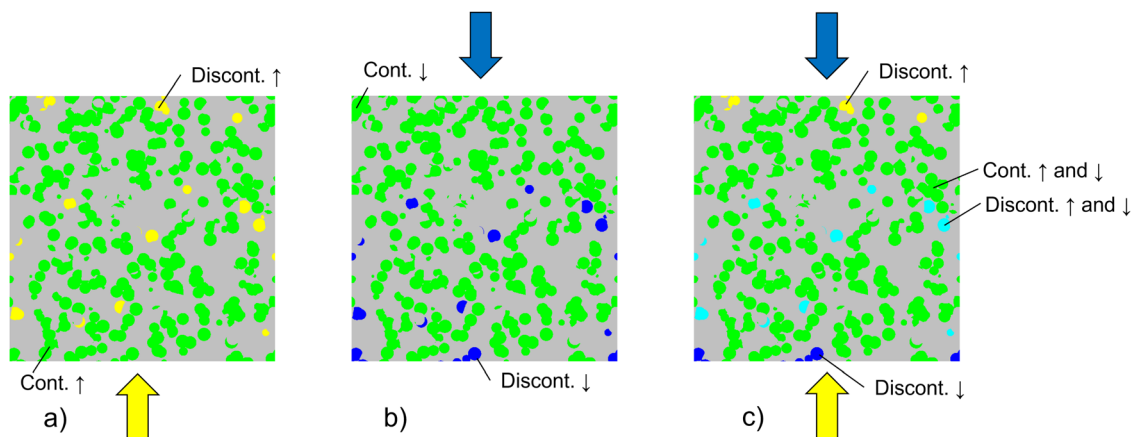 Discont. ↑
Cont. ↑
a)
Cont. ↓
Discont. ↓
b)
Discont. ↑
Cont. ↑ and ↓
Discont. ↑ and ↓
Discont. ↓
c)